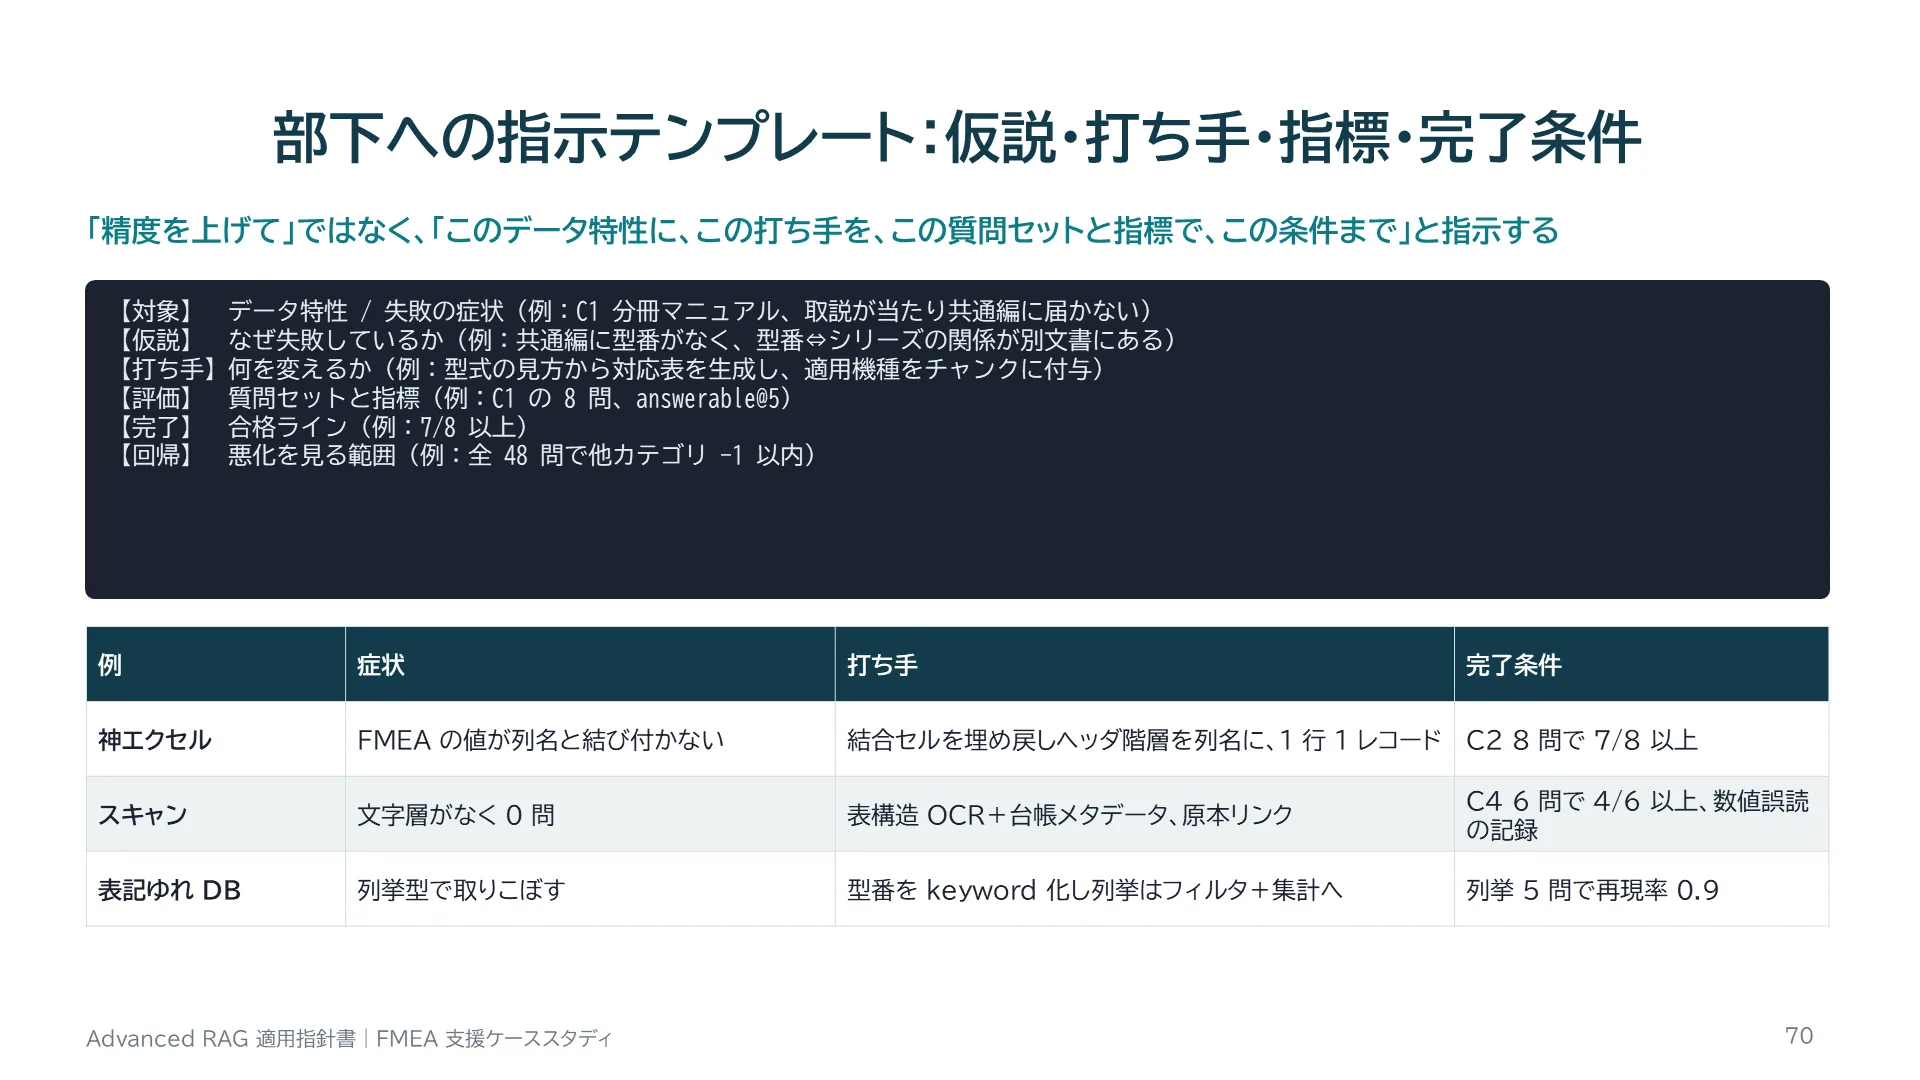 部下への指示テンプレート：仮説・打ち手・指標・完了条件
「精度を上げて」ではなく、「このデータ特性に、この打ち手を、この質問セットと指標で、この条件まで」と指示する
【対象】 データ特性 / 失敗の症状（例：C1 分冊マニュアル、取説が当たり共通編に届かない）
【仮説】 なぜ失敗しているか（例：共通編に型番がなく、型番⇔シリーズの関係が別文書にある）
【打ち手】何を変えるか（例：型式の見方から対応表を生成し、適用機種をチャンクに付与）
【評価】 質問セットと指標（例：C1 の 8 問、answerable@5）
【完了】 合格ライン（例：7/8 以上）
【回帰】 悪化を見る範囲（例：全 48 問で他カテゴリ -1 以内）
例 症状 打ち手 完了条件
神エクセル FMEA の値が列名と結び付かない 結合セルを埋め戻しヘッダ階層を列名に、1 行 1 レコード C2 8 問で 7/8 以上
スキャン 文字層がなく 0 問 表構造 OCR＋台帳メタデータ、原本リンク C4 6 問で 4/6 以上、数値誤読
の記録
表記ゆれ DB 列挙型で取りこぼす 型番を keyword 化し列挙はフィルタ＋集計へ 列挙 5 問で再現率 0.9
Advanced RAG 適用指針書｜FMEA 支援ケーススタディ
70